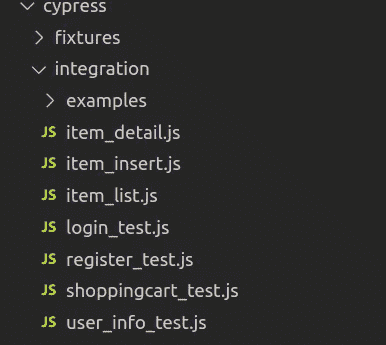 cypress
fixtures
integration
examples
JS item_detail.js
JS item_insert.js
JS item_list.js
JS login_test.js
JS register_test.js
JS shoppingcart_test.js
JS user_info_test.js